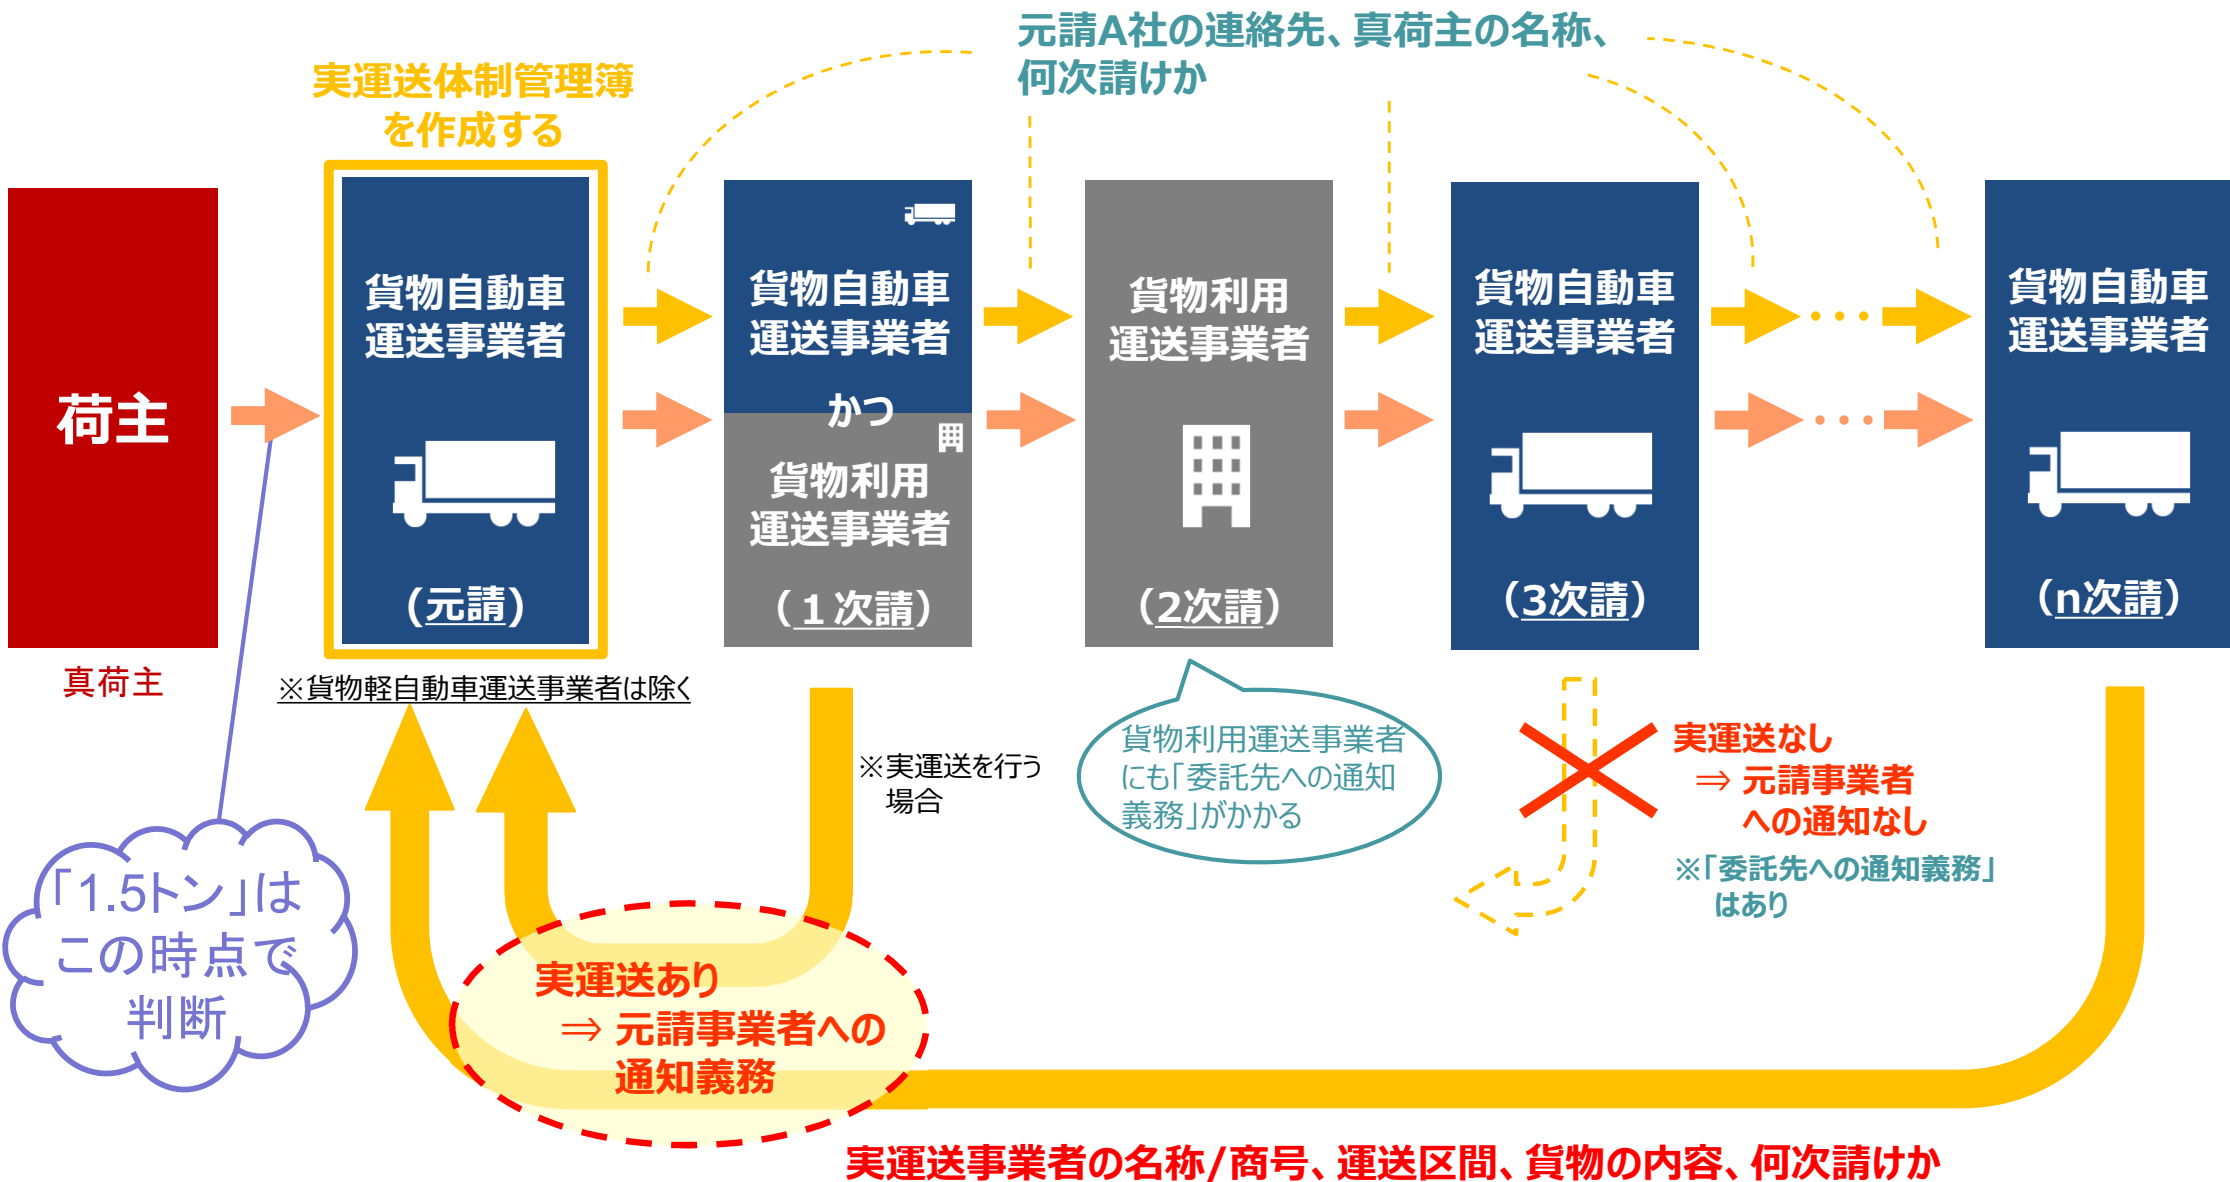 元請A社の連絡先、真荷主の名称、
何次請けか
実運送体制管理簿
を作成する
荷主
真荷主
貨物自動車
運送事業者
（元請）
※貨物軽自動車運送事業者は除く
貨物自動車
運送事業者
かつ
貨物利用
運送事業者
（１次請）
貨物利用
運送事業者
（2次請）
貨物自動車
運送事業者
（3次請）
貨物自動車
運送事業者
（n次請）
※実運送を行う
場合
貨物利用運送事業者
にも「委託先への通知
義務」がかかる
実運送なし
⇒ 元請事業者
への通知なし
※「委託先への通知義務」
はあり
「1.5トン」は
この時点で
判断
実運送あり
⇒ 元請事業者への
通知義務
実運送事業者の名称/商号、運送区間、貨物の内容、何次請けか